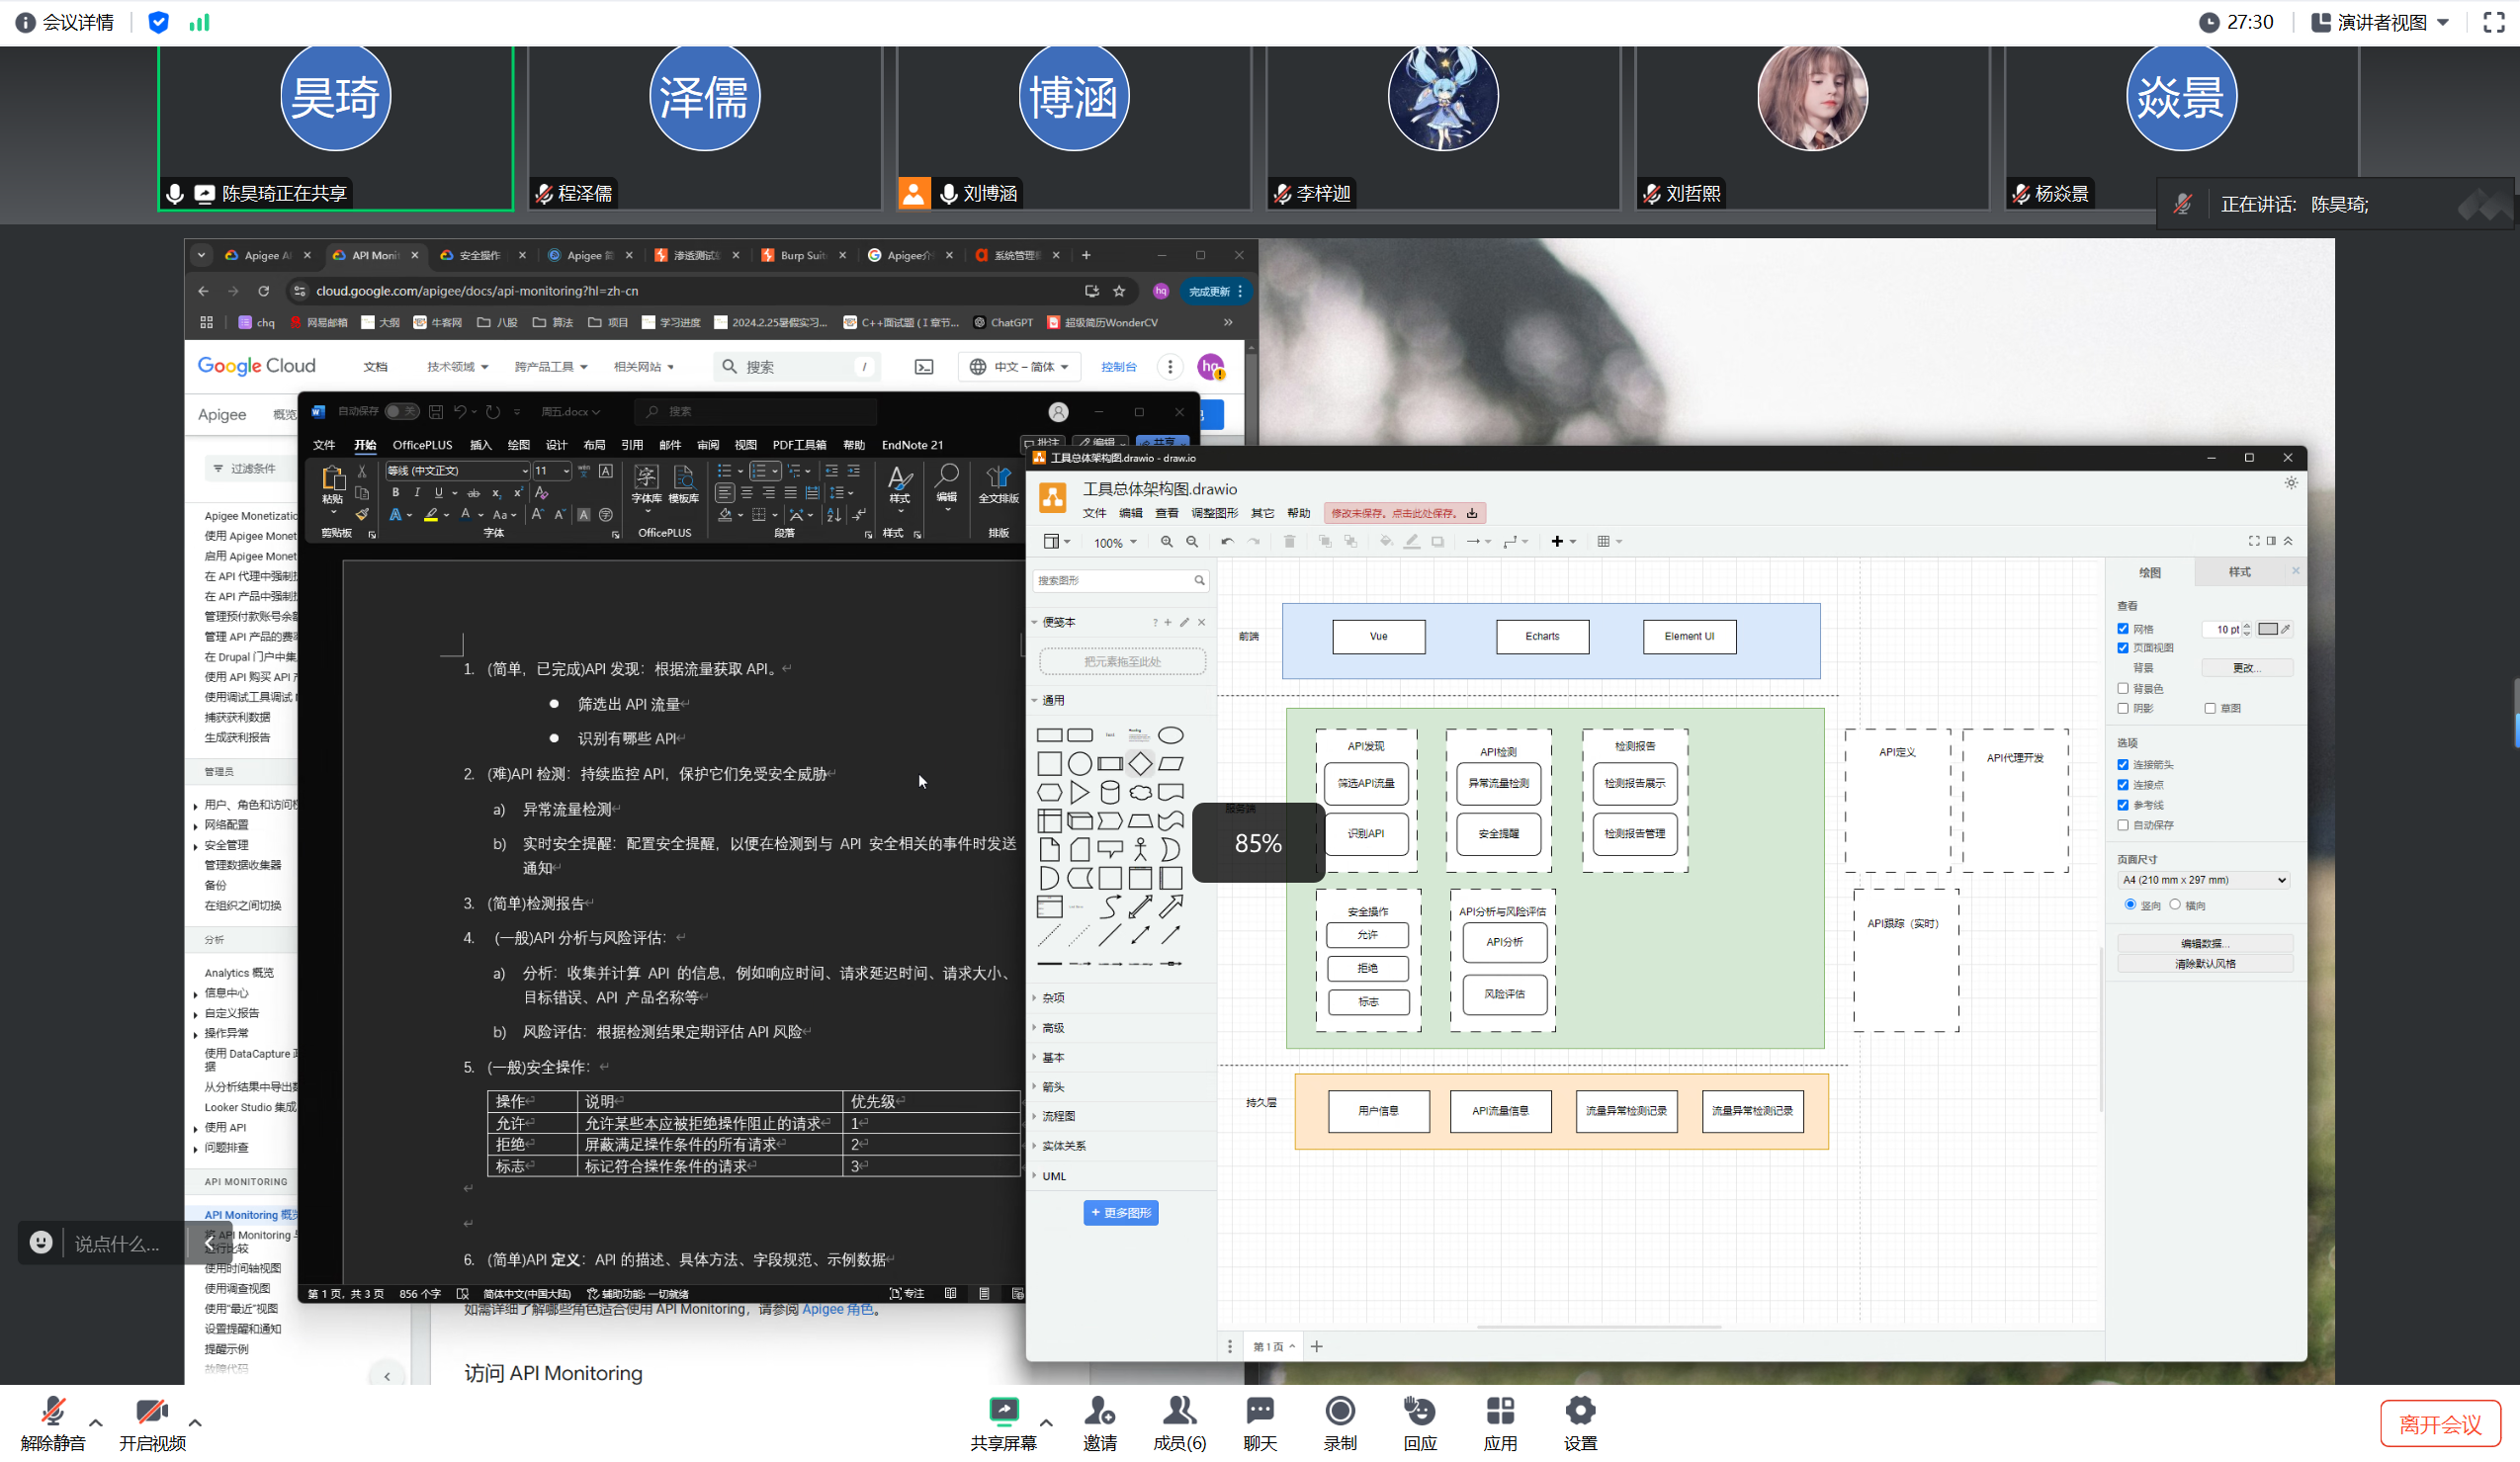 会议详情
27:30
演讲者视图
昊琦
泽儒
博涵
焱景
陈昊琦正在共享
程泽儒
刘博涵
李梓迦
刘哲熙
杨焱景
正在讲话: 陈昊琦;
Apigee A
API Monit
安全操作
Apigee 簡
渗透测试
Burp Suit
Apigee介
系统管理
cloud.google.com/apigee/docs/api-monitoring?hl=zh-cn
hq
完成更新
chq
网易邮箱
大纲
牛客网
八股
算法
项目
学习进度
2024.2.25暑假实习...
C++面试题 ( I 章节...
ChatGPT
超级简历WonderCV
Google Cloud
文档
技术领域
跨产品工具
相关网站
搜索
/
中文 – 简体
控制台
Apigee
概览
过滤条件
Apigee Monetizatio
使用 Apigee Monet
启用 Apigee Monet
在 API 代理中强制
在 API 产品中强制
管理预付款账号余
管理 API 产品的费
在 Drupal 门户中集
使用 API 购买 API
使用调试工具调试
捕获获利数据
生成获利报告
管理员
用户、角色和访问
网络配置
安全管理
管理数据收集器
备份
在组织之间切换
分析
Analytics 概览
信息中心
自定义报告
操作异常
使用 DataCapture
据
从分析结果中导出
Looker Studio 集成
使用 API
问题排查
API MONITORING
API Monitoring 概览
将 API Monitoring
进行比较
使用时间轴视图
使用调查视图
使用“最近”视图
设置提醒和通知
提醒示例
故障代码
自动保存
关
周五.docx
搜索
文件
开始
OfficePLUS
插入
绘图
设计
布局
引用
邮件
审阅
视图
PDF工具箱
帮助
EndNote 21
批注
编辑
共享
粘贴
等线 (中文正文)
11
字体库
模板库
样式
编辑
全文排版
剪贴板
字体
OfficePLUS
段落
样式
排版
1. (简单，已完成)API 发现：根据流量获取 API。
● 筛选出 API 流量
● 识别有哪些 API
2. (难)API 检测：持续监控 API，保护它们免受安全威胁
a) 异常流量检测
b) 实时安全提醒：配置安全提醒，以便在检测到与 API 安全相关的事件时发送
通知
3. (简单)检测报告
4. (一般)API 分析与风险评估：
a) 分析：收集并计算 API 的信息，例如响应时间、请求延迟时间、请求大小、
目标错误、API 产品名称等
b) 风险评估：根据检测结果定期评估 API 风险
5. (一般)安全操作：
操作 说明 优先级
允许 允许某些本应被拒绝操作阻止的请求 1
拒绝 屏蔽满足操作条件的所有请求 2
标志 标记符合操作条件的请求 3
6. (简单)API 定义：API 的描述、具体方法、字段规范、示例数据
第 1 页，共 3 页
856 个字
简体中文(中国大陆)
辅助功能: 一切就绪
专注
如需详细了解哪些角色适合使用 API Monitoring，请参阅 Apigee 角色。
访问 API Monitoring
工具总体架构图.drawio - draw.io
工具总体架构图.drawio
文件
编辑
查看
调整图形
其它
帮助
修改未保存。点击此处保存。
100%
搜索图形
便笺本
把元素拖至此处
通用
杂项
高级
基本
箭头
流程图
实体关系
UML
+ 更多图形
前端
Vue
Echarts
Element UI
服务端
85%
API发现
筛选API流量
识别API
API检测
异常流量检测
安全提醒
检测报告
检测报告展示
检测报告管理
API定义
API代理开发
安全操作
允许
拒绝
标志
API分析与风险评估
API分析
风险评估
API跟踪（实时）
持久层
用户信息
API流量信息
流量异常检测记录
流量异常检测记录
第 1 页
绘图
样式
查看
网格
10 pt
页面视图
背景
更改...
背景色
阴影
草图
选项
连接箭头
连接点
参考线
自动保存
页面尺寸
A4 (210 mm x 297 mm)
竖向
横向
编辑数据...
清除默认风格
说点什么...
解除静音
开启视频
共享屏幕
邀请
成员(6)
聊天
录制
回应
应用
设置
离开会议